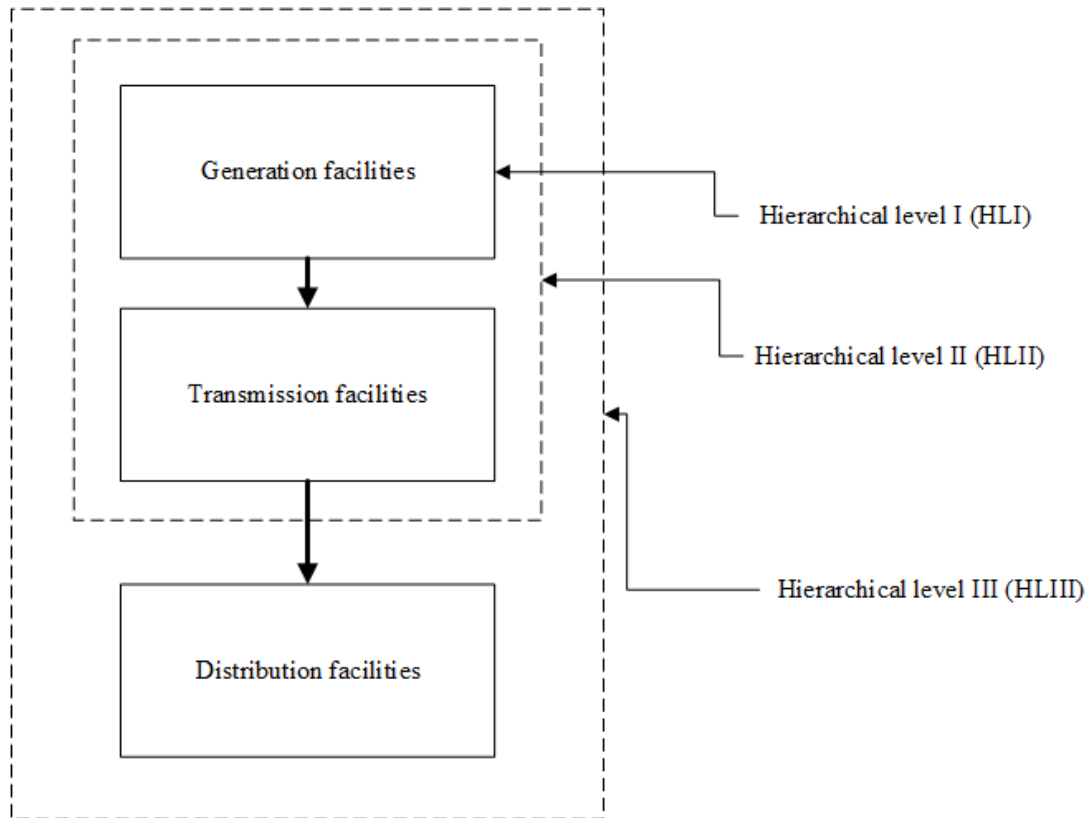 Generation facilities
Hierarchical level I (HLI)
Hierarchical level II (HLII)
Transmission facilities
Hierarchical level III (HLIII)
Distribution facilities